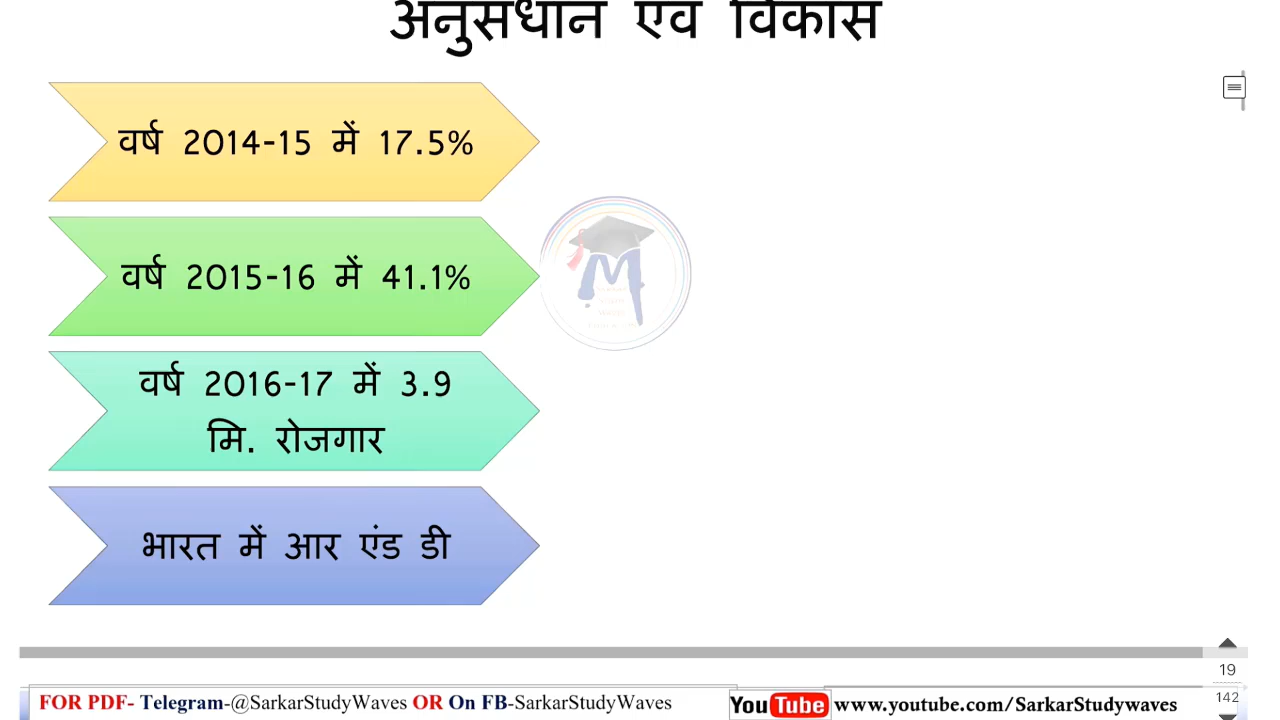 अनुसंधान एवं विकास
वर्ष 2014-15 में 17.5%
वर्ष 2015-16 में 41.1%
वर्ष 2016-17 में 3.9
मि. रोजगार
भारत में आर एंड डी
19
142
FOR PDF- Telegram-@SarkarStudyWaves OR On FB-SarkarStudyWaves
YouTube www.youtube.com/SarkarStudywaves